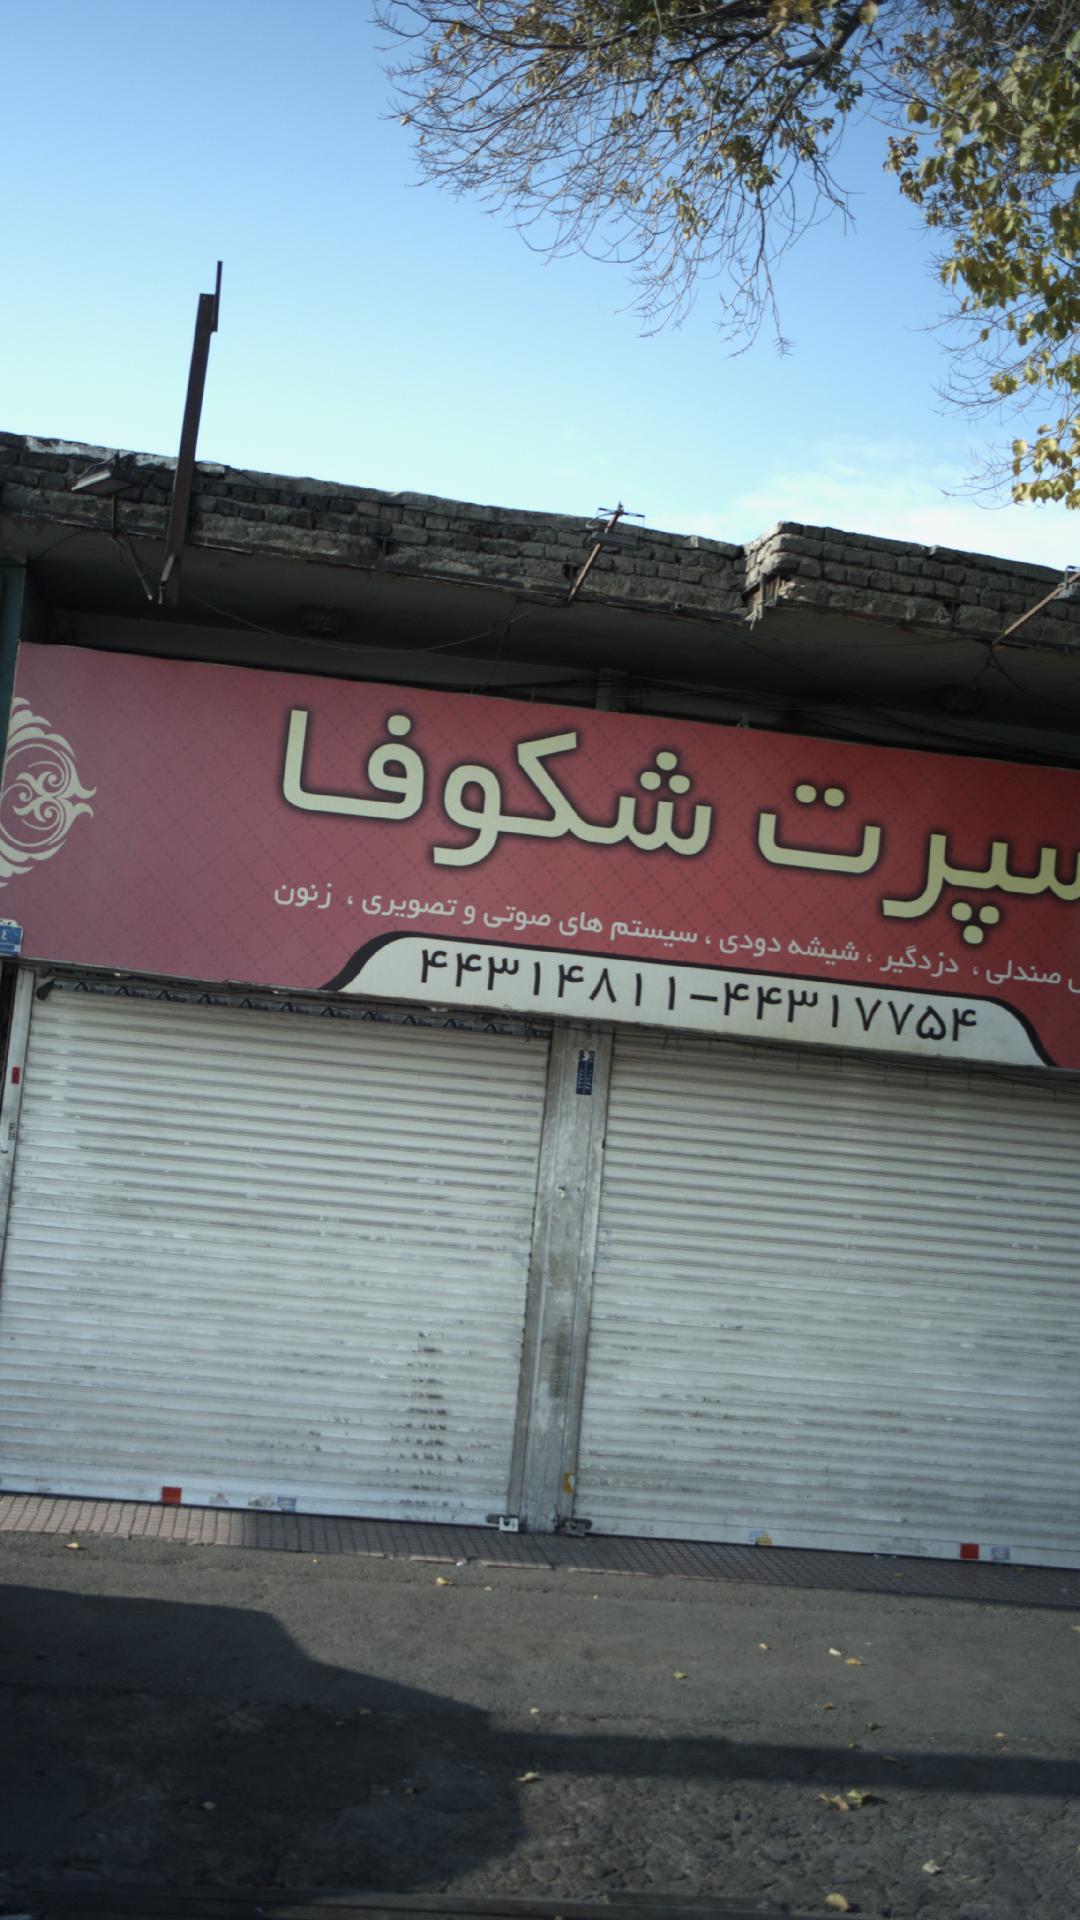 سپرت شکوفا
صندلی ، دزدگیر ، شیشه دودی ، سیستم های صوتی و تصویری ، زنون
۴۴۳۱۴۸۱۱-۴۴۳۱۷۷۵۴